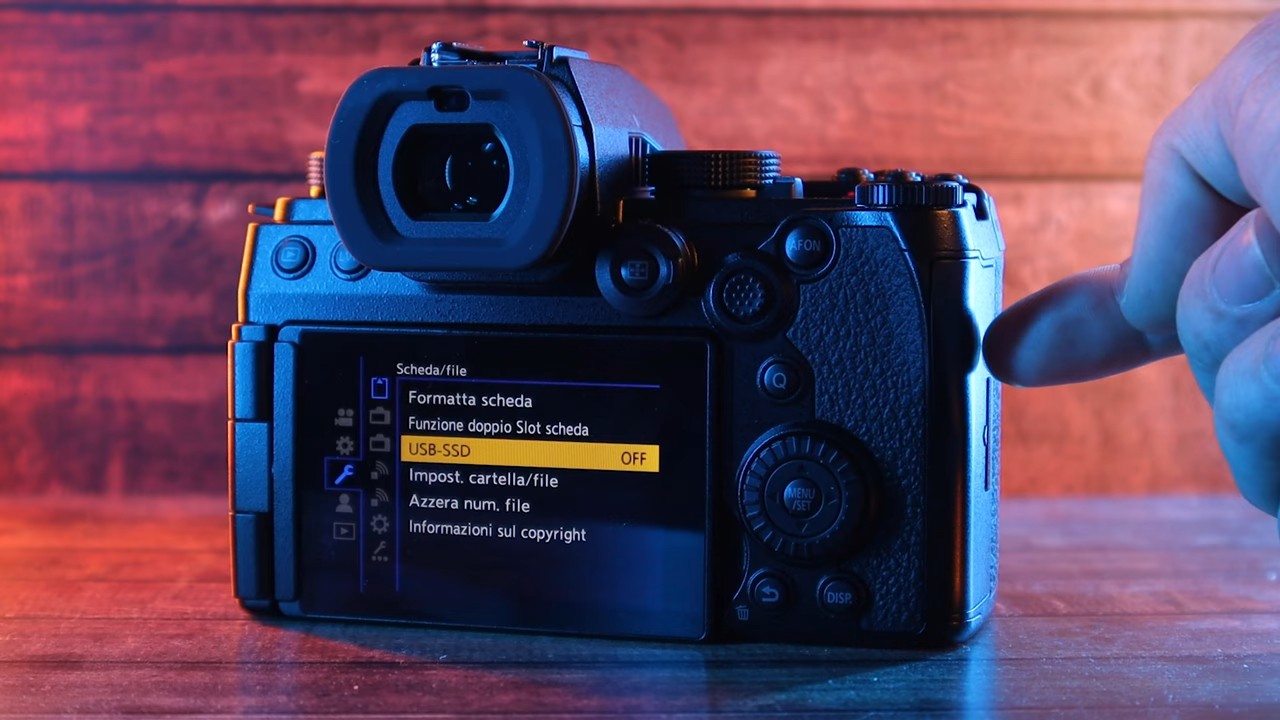 AFON
Q
Scheda/file
Formatta scheda
Funzione doppio Slot scheda
USB-SSD OFF
Impost. cartella/file
Azzera num. file
Informazioni sul copyright
MENU
/SET
DISP.